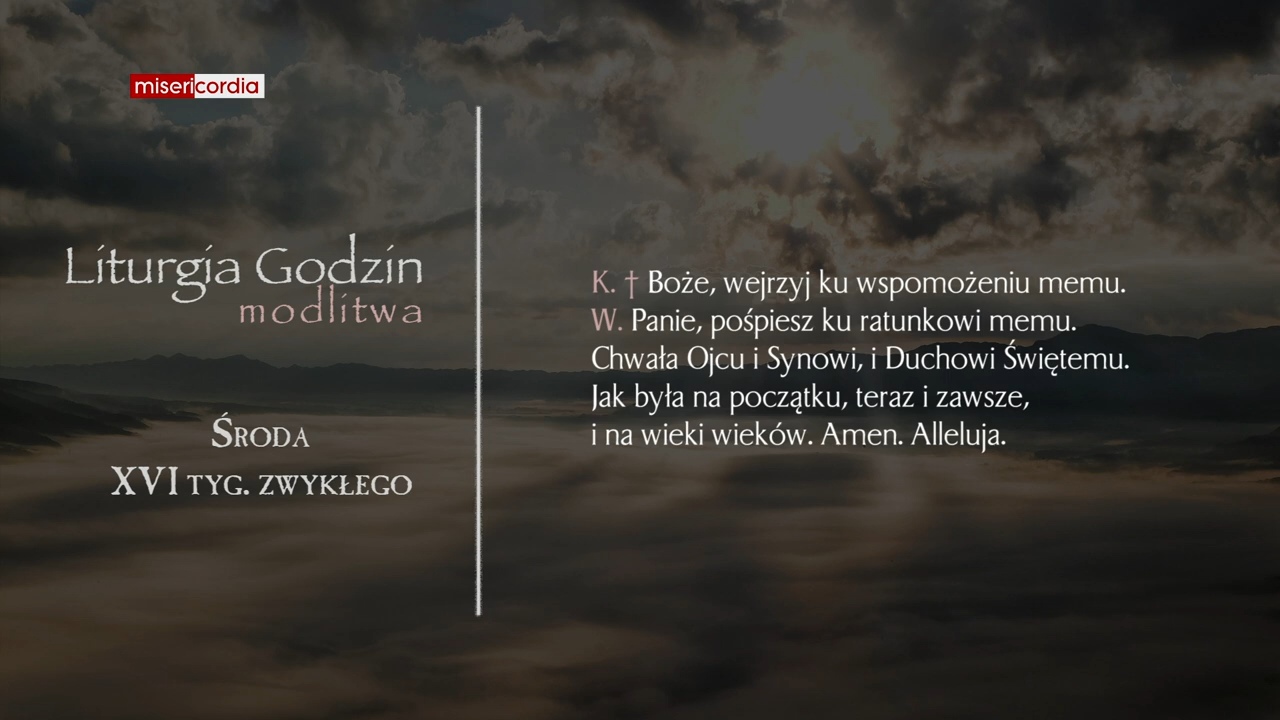 misericordia
Liturgia Godzin
modlitwa
Środa
XVI tyg. zwykłego
K. † Boże, wejrzyj ku wspomożeniu memu.
W. Panie, pośpiesz ku ratunkowi memu.
Chwała Ojcu i Synowi, i Duchowi Świętemu.
Jak była na początku, teraz i zawsze,
i na wieki wieków. Amen. Alleluja.